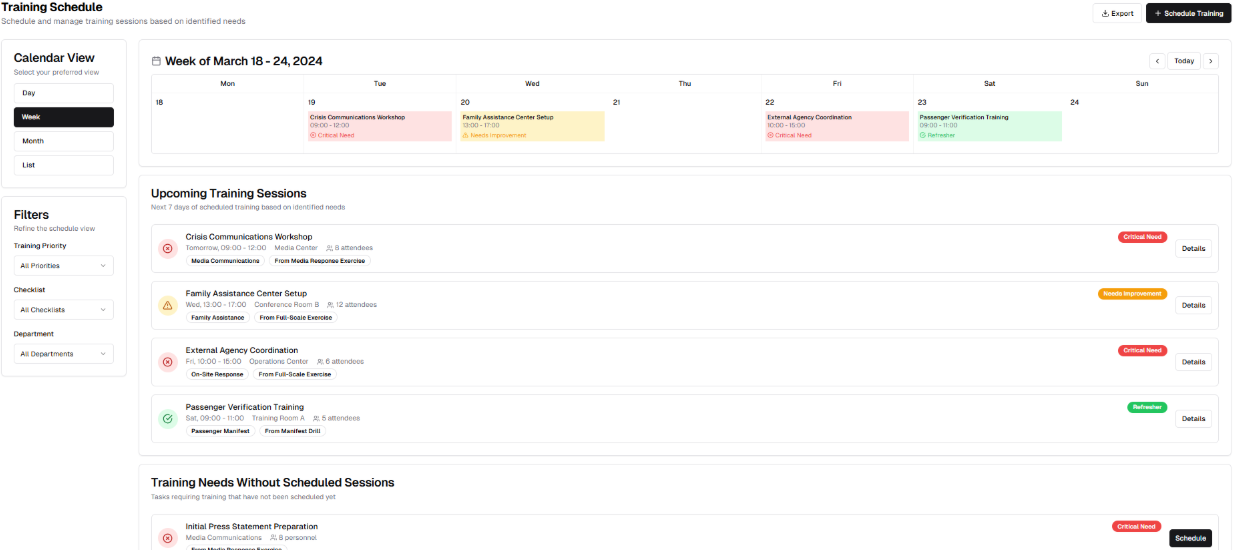 Training Schedule
Schedule and manage training sessions based on identified needs
Export
Schedule Training
Calendar View
Select your preferred view
Day
Week
Month
List
Filters
Refine the schedule view
Training Priority
All Priorities
Checklist
All Checklists
Department
All Departments
Week of March 18 - 24, 2024
Today
Mon Tue Wed Thu Fri Sat Sun
18 19 20 21 22 23 24
Crisis Communications Workshop
09:00 - 12:00
Critical Need
Family Assistance Center Setup
13:00 - 17:00
Needs Improvement
External Agency Coordination
10:00 - 15:00
Critical Need
Passenger Verification Training
09:00 - 11:00
Refresher
Upcoming Training Sessions
Next 7 days of scheduled training based on identified needs
Crisis Communications Workshop
Tomorrow, 09:00 - 12:00 Media Center 8 attendees
Media Communications From Media Response Exercise
Critical Need
Details
Family Assistance Center Setup
Wed, 13:00 - 17:00 Conference Room B 12 attendees
Family Assistance From Full-Scale Exercise
Needs Improvement
Details
External Agency Coordination
Fri, 10:00 - 15:00 Operations Center 6 attendees
On-Site Response From Full-Scale Exercise
Critical Need
Details
Passenger Verification Training
Sat, 09:00 - 11:00 Training Room A 5 attendees
Passenger Manifest From Manifest Drill
Refresher
Details
Training Needs Without Scheduled Sessions
Tasks requiring training that have not been scheduled yet
Initial Press Statement Preparation
Media Communications 8 personnel
From Media Response Exercise
Critical Need
Schedule